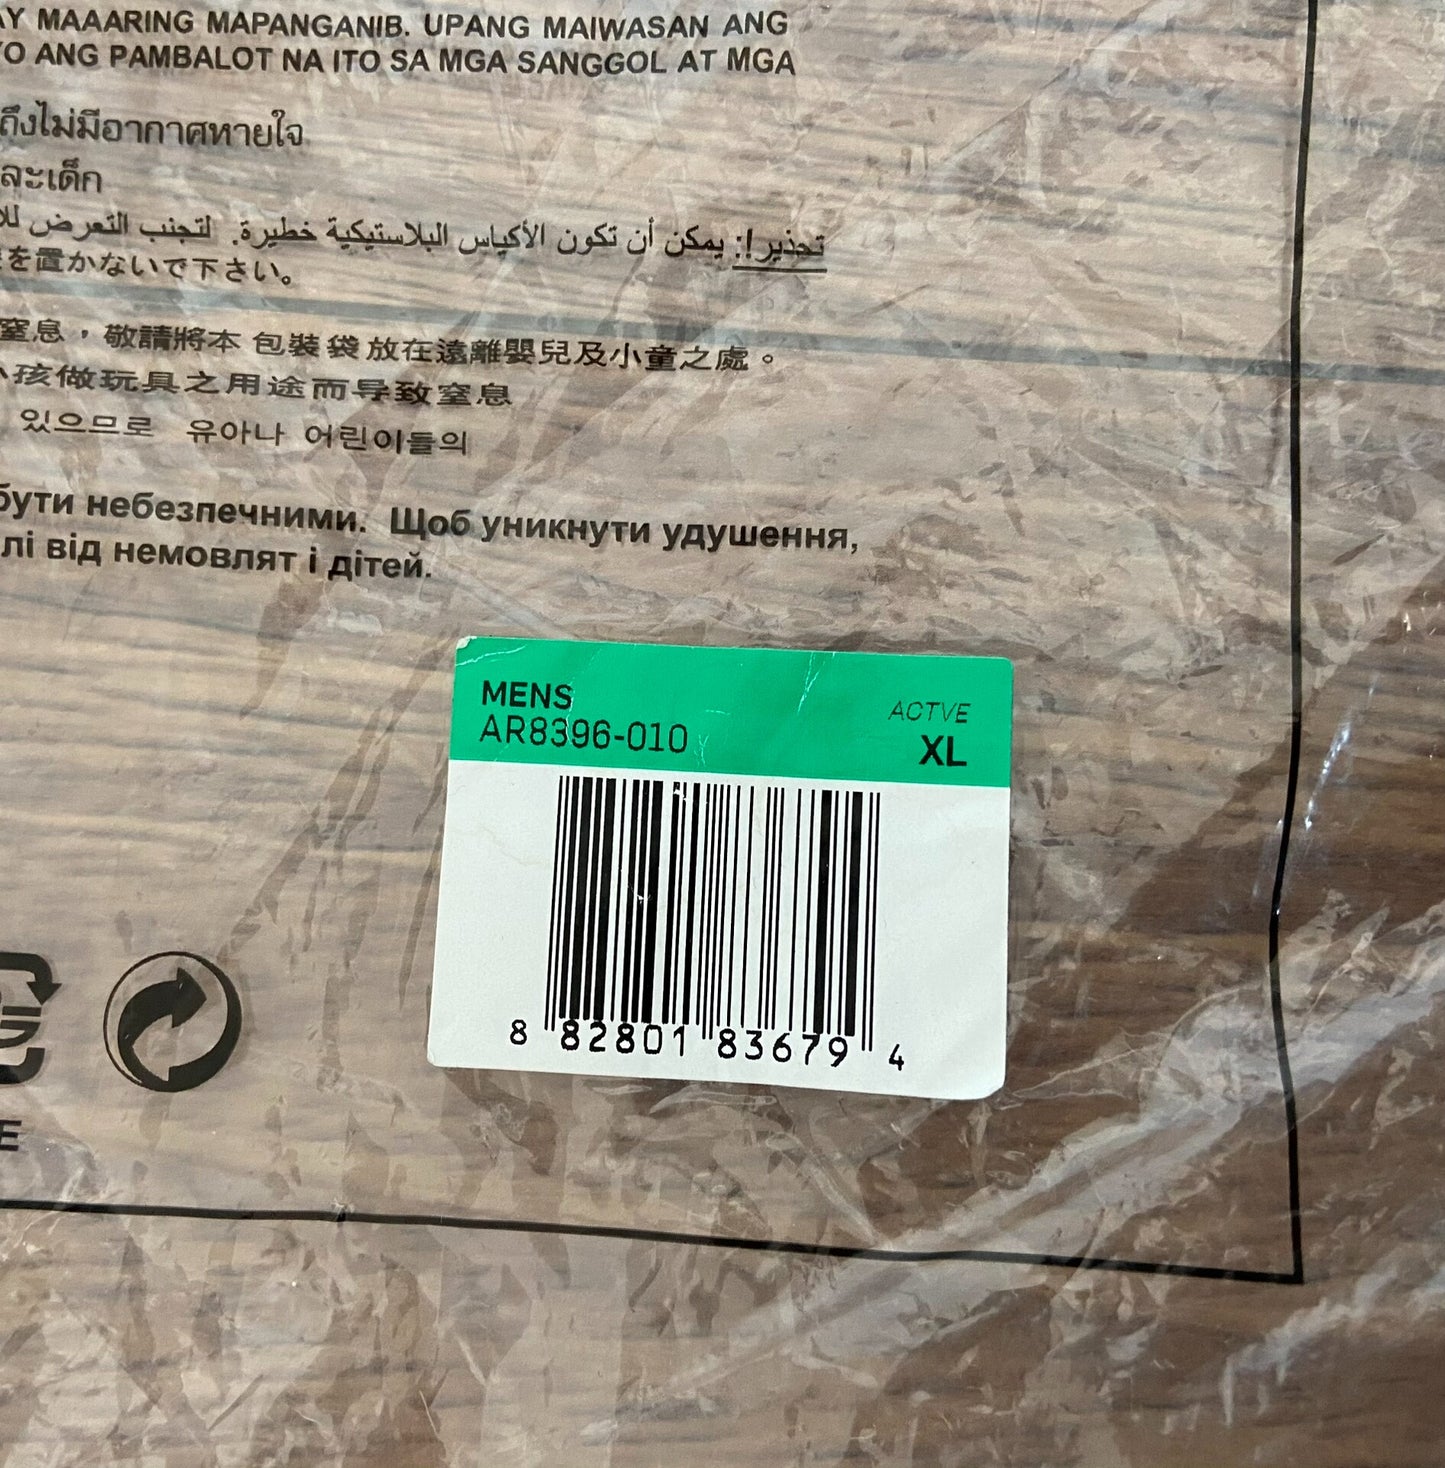 AY MAAARING MAPANGANIB. UPANG MAIWASAN ANG
YO ANG PAMBALOT NA ITO SA MGA SANGGOL AT MGA
ถึงไม่มีอากาศหายใจ
ละเด็ก
تحذير!: يمكن أن تكون الأكياس البلاستيكية خطيرة. لتجنب التعرض للا
を置かないで下さい。
窒息，敬請將本 包裝袋放在遠離嬰兒及小童之處。
小孩做玩具之用途而导致窒息
있으므로 유아나 어린이들의
бути небезпечними. Щоб уникнути удушення,
лі від немовлят і дітей.
MENS
AR8396-010
ACTVE
XL
8 82801 83679 4
E